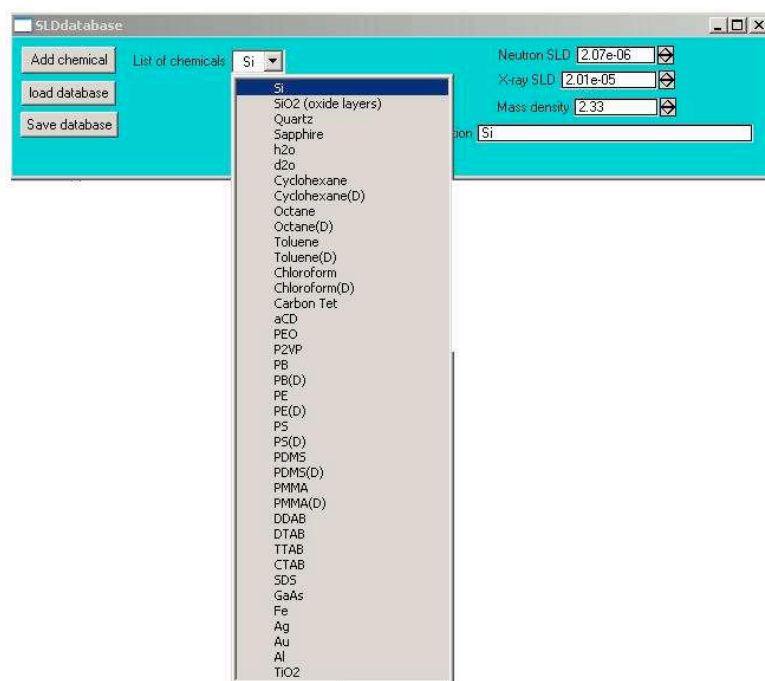 SLDdatabase
Add chemical
List of chemicals
Si
Neutron SLD 2.07e-06
load database
X-ray SLD 2.01e-05
Save database
Mass density 2.33
ion Si
Si
SiO2 (oxide layers)
Quartz
Sapphire
h2o
d2o
Cyclohexane
Cyclohexane(D)
Octane
Octane(D)
Toluene
Toluene(D)
Chloroform
Chloroform(D)
Carbon Tet
aCD
PEO
P2VP
PB
PB(D)
PE
PE(D)
PS
PS(D)
PDMS
PDMS(D)
PMMA
PMMA(D)
DDAB
DTAB
TTAB
CTAB
SDS
GaAs
Fe
Ag
Au
Al
TiO2